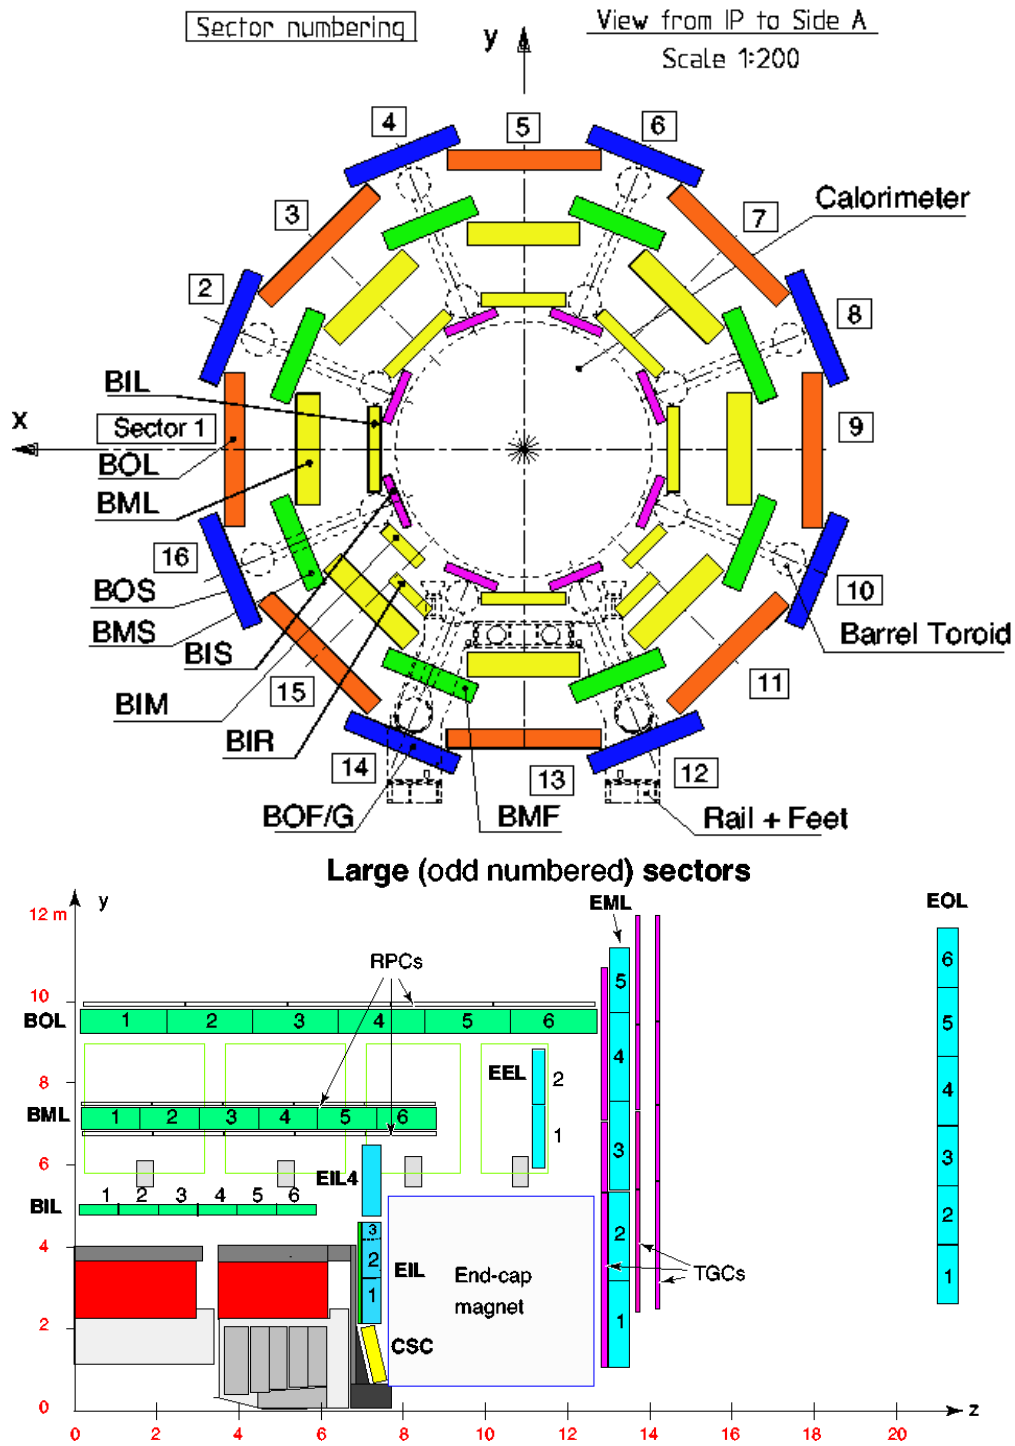 Sector numbering
View from IP to Side A
Scale 1:200
y
4
5
6
3
7
Calorimeter
2
8
BIL
X
Sector 1
9
BOL
BML
16
10
BOS
BMS
Barrel Toroid
BIS
15
11
BIM
BIR
14
13
12
BOF/G
BMF
Rail + Feet
Large (odd numbered) sectors
12 m
y
EML
EOL
RPCs
6
5
10
BOL
1 2 3 4 5 6
5
4
EEL
2
8
4
BML
1 2 3 4 5 6
1
3
3
6
EIL4
BIL
1 2 3 4 5 6
2
2
4
3
2
EIL
End-cap
magnet
TGCs
1
1
1
2
CSC
0
z
0 2 4 6 8 10 12 14 16 18 20